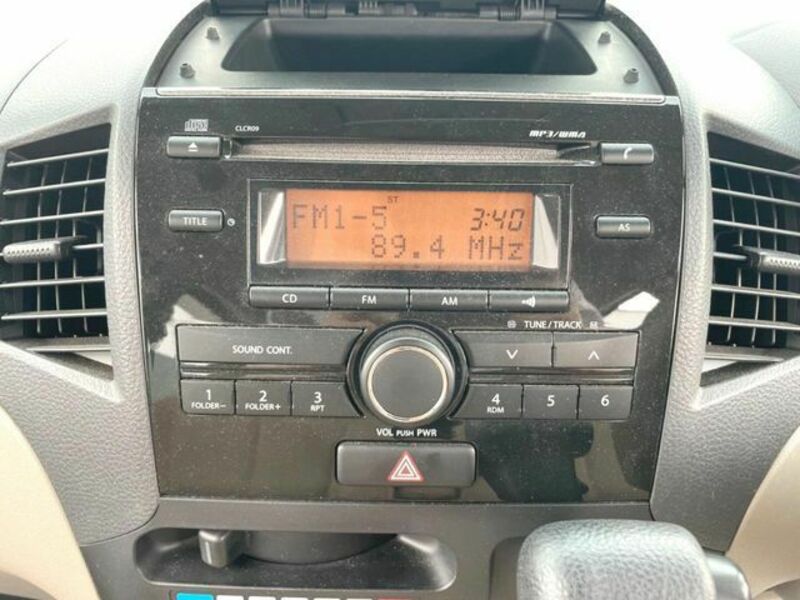 CLCR09 MP3/WMA
TITLE ST AS
FM1-5 3:40
89.4 MHz
CD FM AM
TUNE/TRACK
SOUND CONT.
1 2 3 4 5 6
FOLDER− FOLDER+ RPT RDM
VOL PUSH PWR